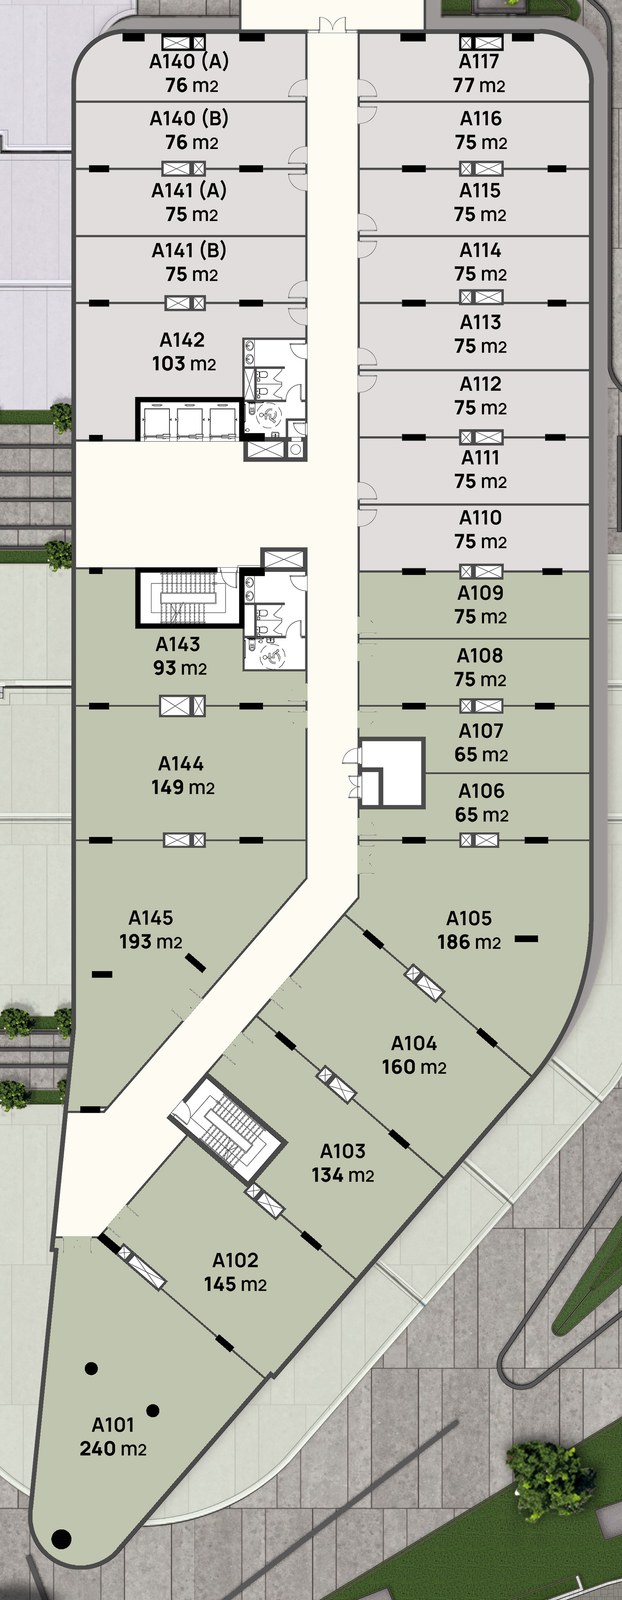 A140 (A)
76 m2
A117
77 m2
A140 (B)
76 m2
A116
75 m2
A141 (A)
75 m2
A115
75 m2
A141 (B)
75 m2
A114
75 m2
A142
103 m2
A113
75 m2
A112
75 m2
A111
75 m2
A110
75 m2
A109
75 m2
A143
93 m2
A108
75 m2
A107
65 m2
A144
149 m2
A106
65 m2
A145
193 m2
A105
186 m2
A104
160 m2
A103
134 m2
A102
145 m2
A101
240 m2